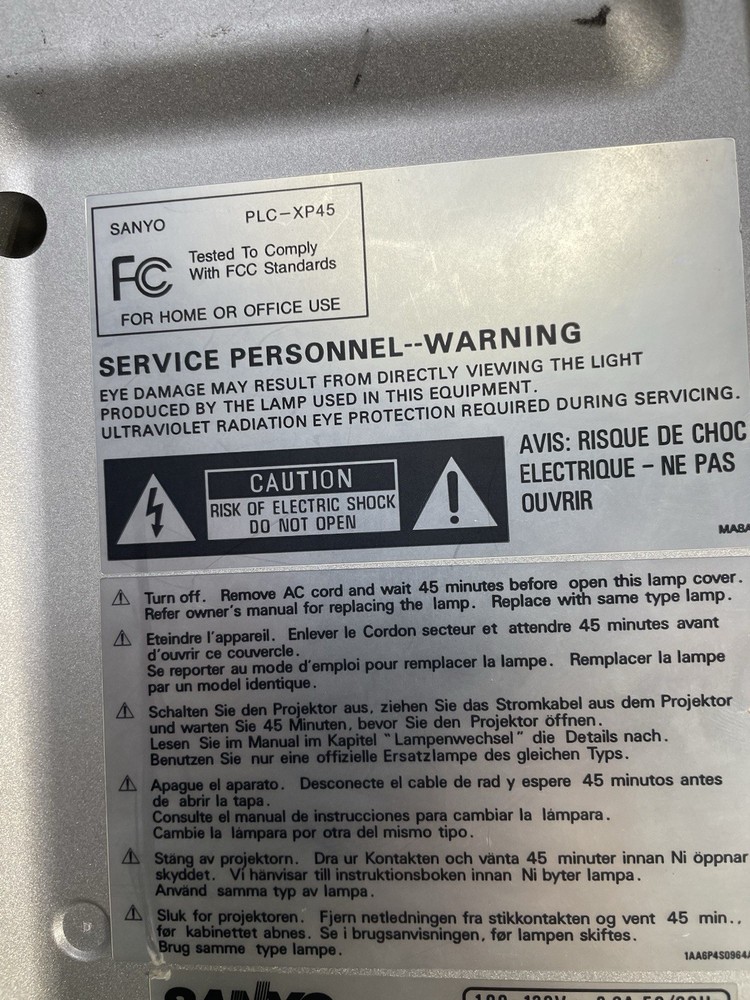 SANYO PLC-XP45
FC Tested To Comply
With FCC Standards
FOR HOME OR OFFICE USE
SERVICE PERSONNEL--WARNING
EYE DAMAGE MAY RESULT FROM DIRECTLY VIEWING THE LIGHT
PRODUCED BY THE LAMP USED IN THIS EQUIPMENT.
ULTRAVIOLET RADIATION EYE PROTECTION REQUIRED DURING SERVICING.
CAUTION
RISK OF ELECTRIC SHOCK
DO NOT OPEN
AVIS: RISQUE DE CHOC
ELECTRIQUE – NE PAS
OUVRIR
Turn off. Remove AC cord and wait 45 minutes before open this lamp cover.
Refer owner's manual for replacing the lamp. Replace with same type lamp.
Eteindre l'appareil. Enlever le Cordon secteur et attendre 45 minutes avant
d'ouvrir ce couvercle.
Se reporter au mode d'emploi pour remplacer la lampe. Remplacer la lampe
par un model identique.
Schalten Sie den Projektor aus, ziehen Sie das Stromkabel aus dem Projektor
und warten Sie 45 Minuten, bevor Sie den Projektor öffnen.
Lesen Sie im Manual im Kapitel "Lampenwechsel" die Details nach.
Benutzen Sie nur eine offizielle Ersatzlampe des gleichen Typs.
Apague el aparato. Desconecte el cable de rad y espere 45 minutos antes
de abrir la tapa.
Consulte el manual de instrucciones para cambiar la lámpara.
Cambie la lámpara por otra del mismo tipo.
Stäng av projektorn. Dra ur Kontakten och vänta 45 minuter innan Ni öppnar
skyddet. Vi hänvisar till instruktionsboken innan Ni byter lampa.
Använd samma typ av lampa.
Sluk for projektoren. Fjern netledningen fra stikkontakten og vent 45 min.,
før kabinettet åbnes. Se i brugsanvisningen, før lampen skiftes.
Brug samme type lampe.
1AA6P4S0964
SANYO